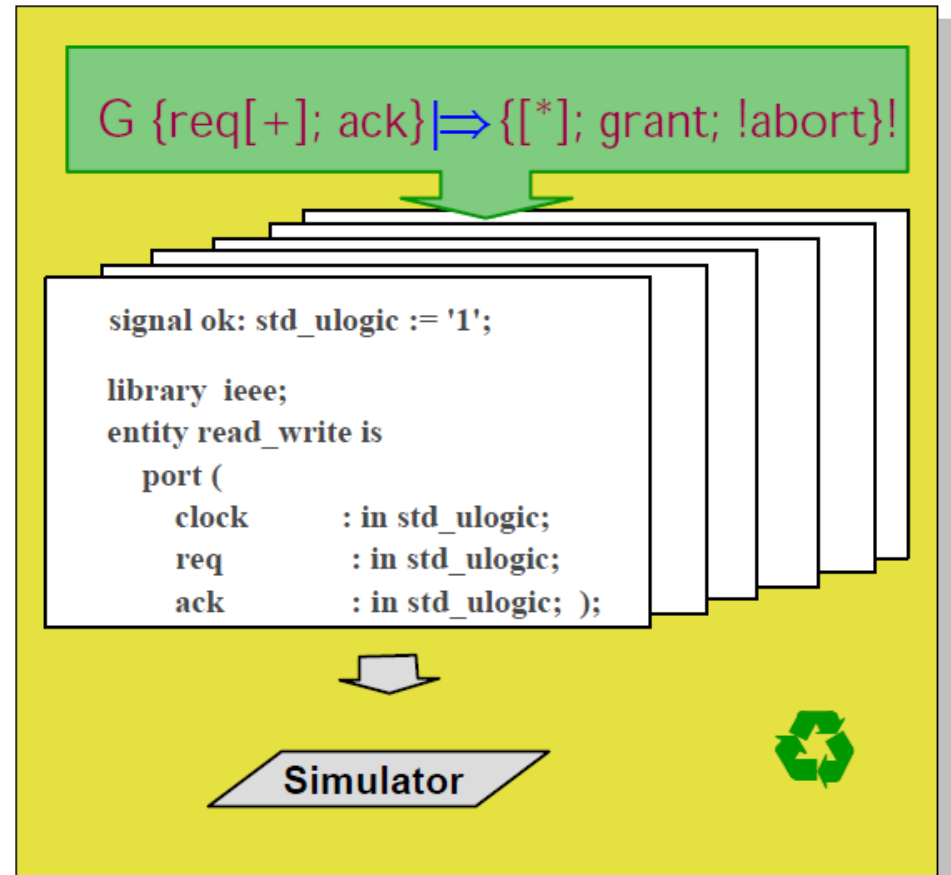 G {req[+]; ack}|⇒{[*]; grant; !abort}!
signal ok: std_ulogic := '1';
library ieee;
entity read_write is
port (
clock : in std_ulogic;
req : in std_ulogic;
ack : in std_ulogic; );
Simulator